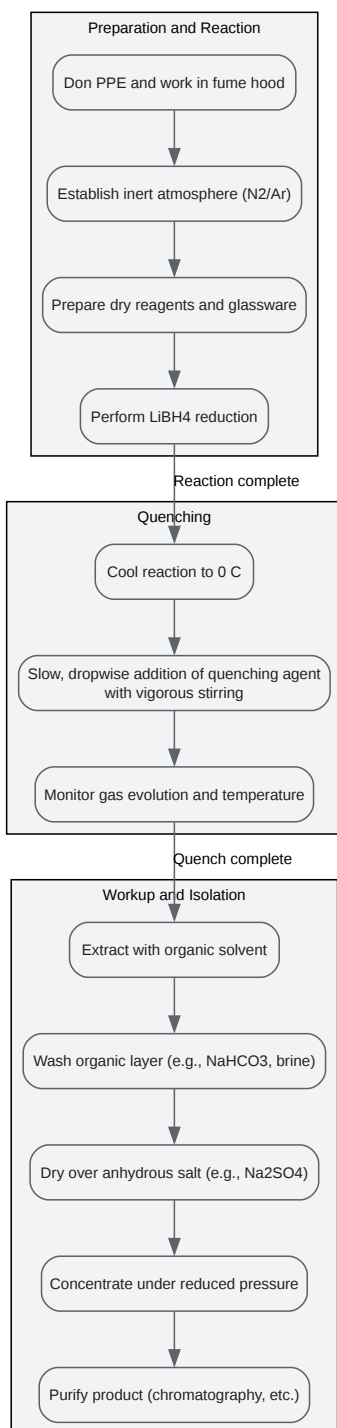 Preparation and Reaction
Don PPE and work in fume hood
Establish inert atmosphere (N2/Ar)
Prepare dry reagents and glassware
Perform LiBH4 reduction
Reaction complete
Quenching
Cool reaction to 0 C
Slow, dropwise addition of quenching agent
with vigorous stirring
Monitor gas evolution and temperature
Quench complete
Workup and Isolation
Extract with organic solvent
Wash organic layer (e.g., NaHCO3, brine)
Dry over anhydrous salt (e.g., Na2SO4)
Concentrate under reduced pressure
Purify product (chromatography, etc.)